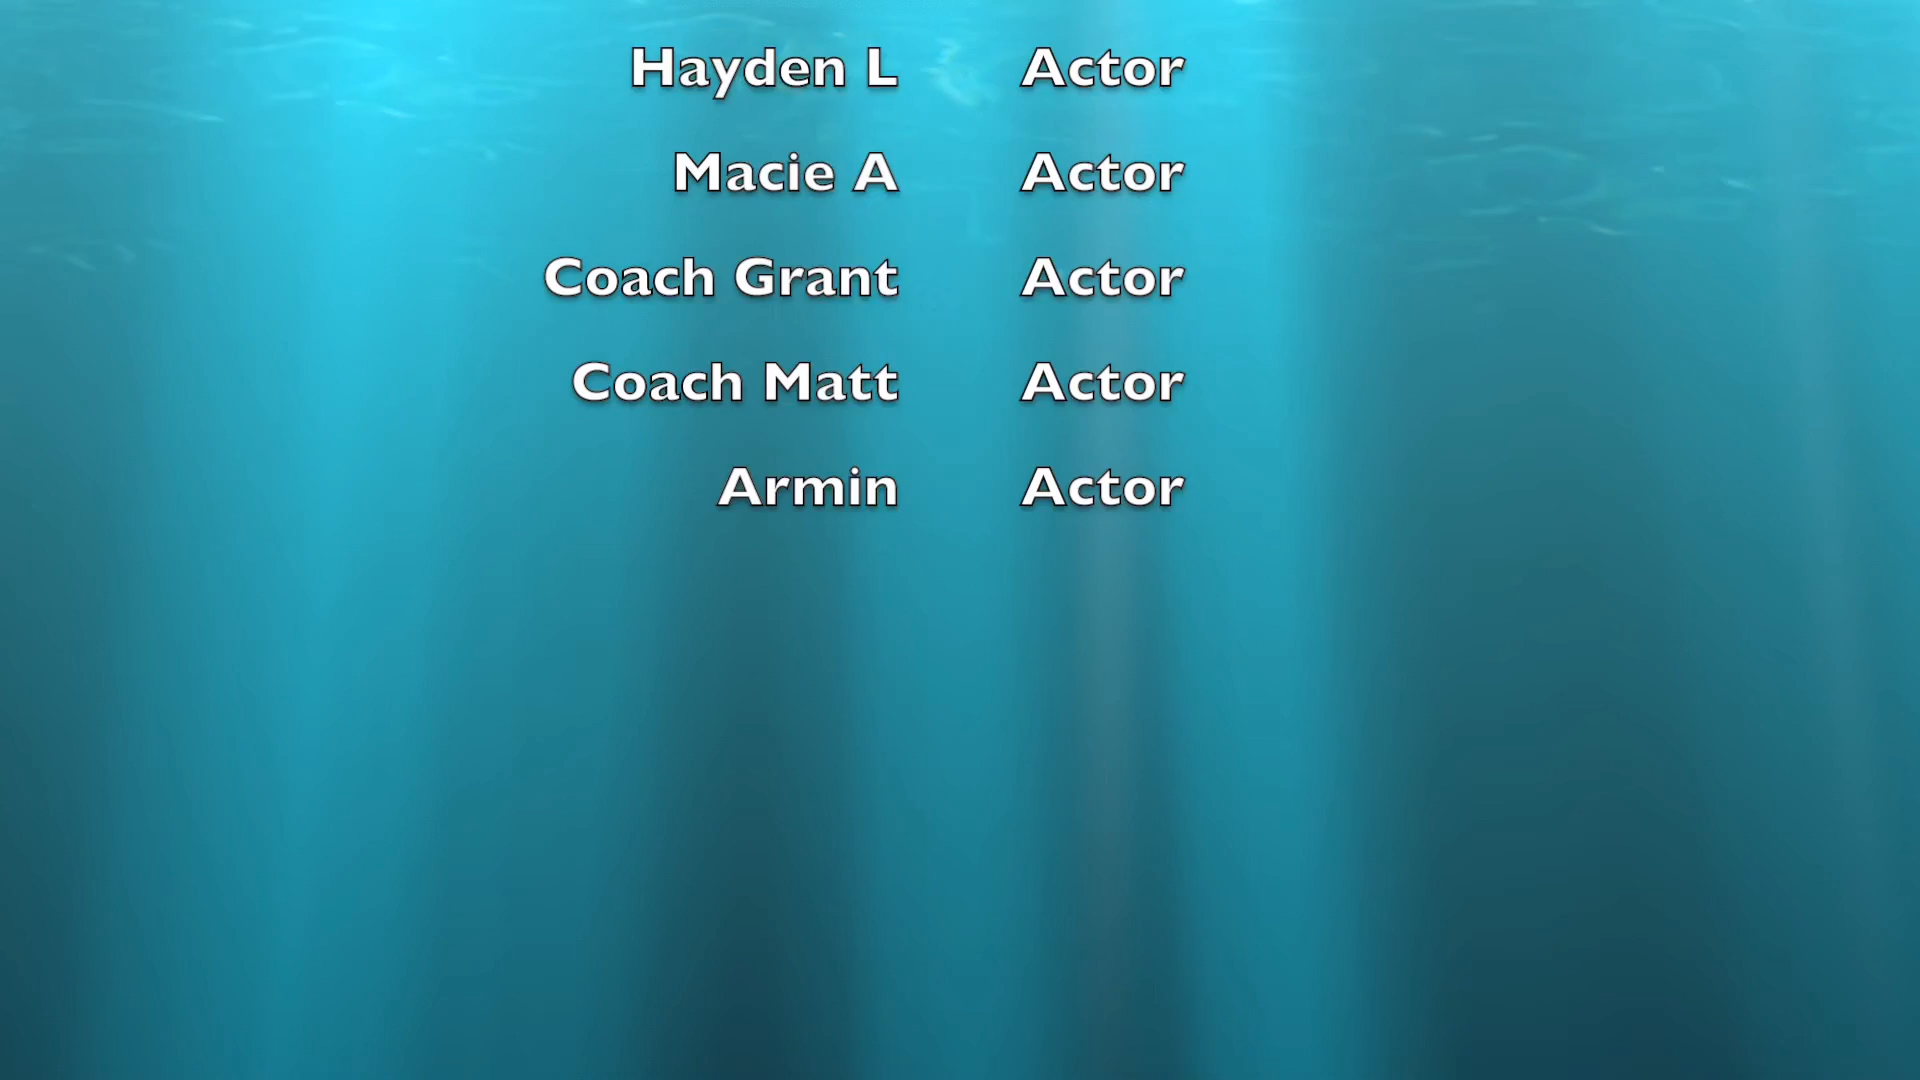 Hayden L Actor
Macie A Actor
Coach Grant Actor
Coach Matt Actor
Armin Actor